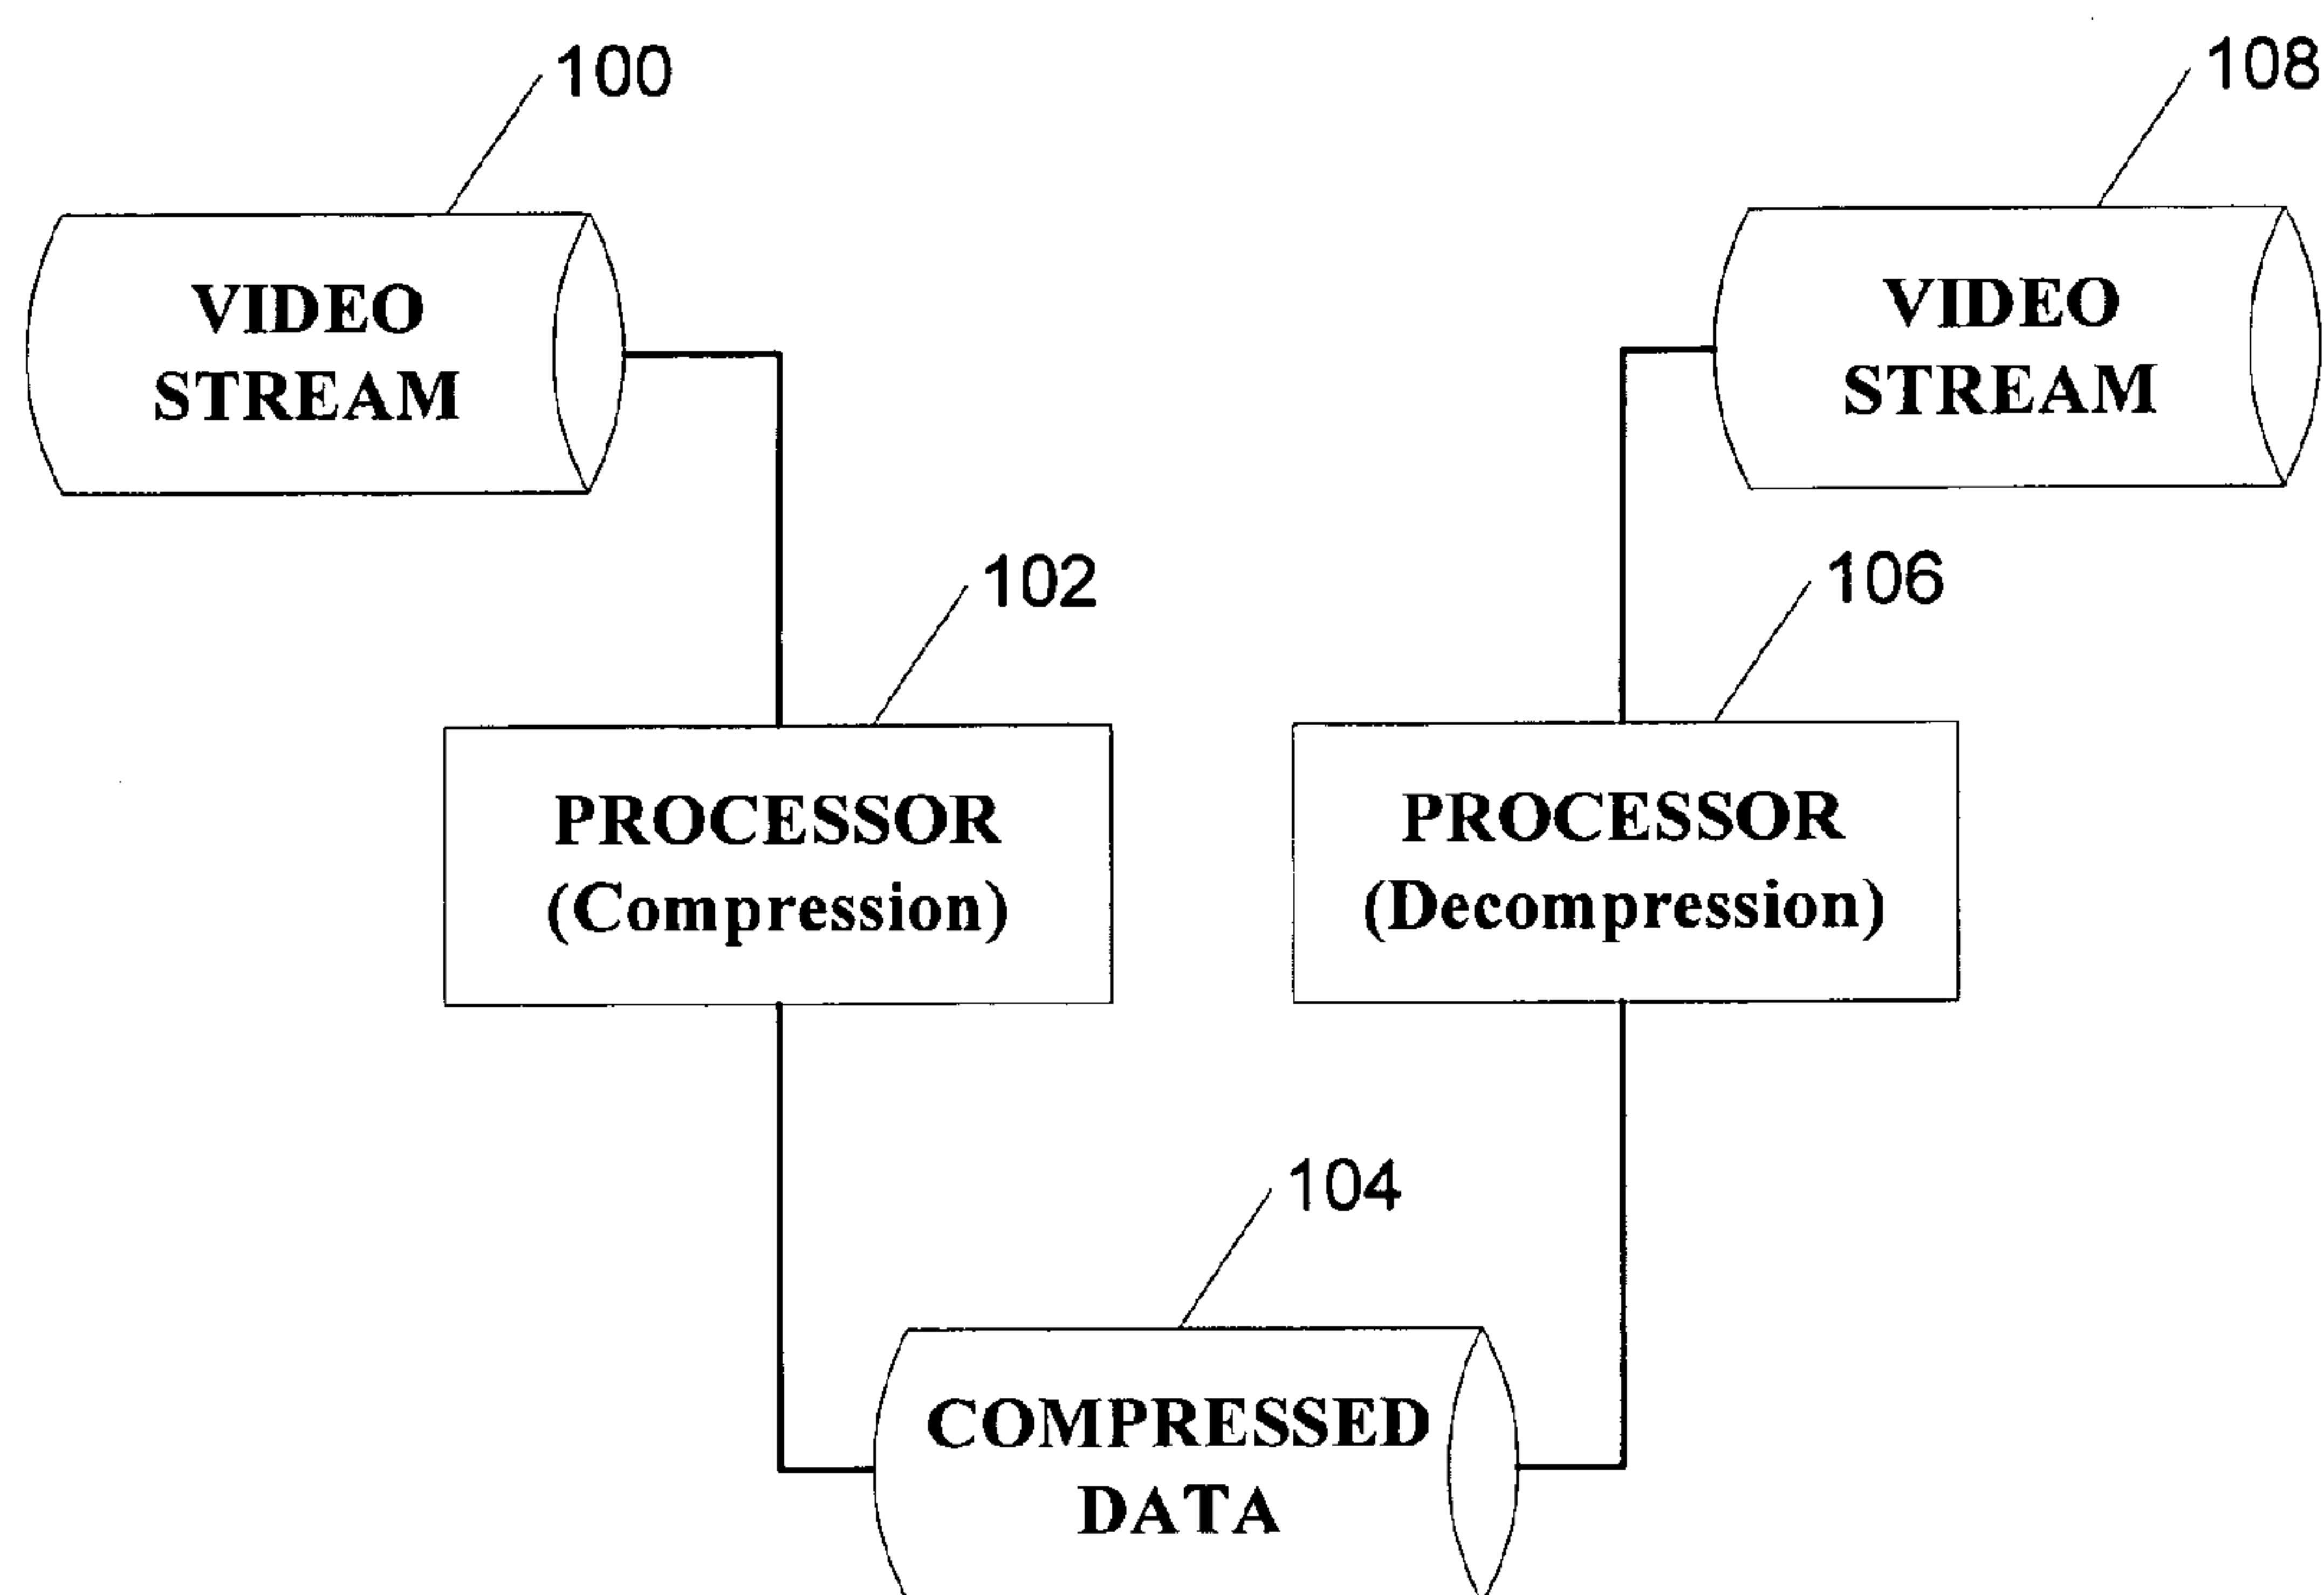 100
108
VIDEO
STREAM
VIDEO
STREAM
102
106
PROCESSOR
(Compression)
PROCESSOR
(Decompression)
104
COMPRESSED
DATA